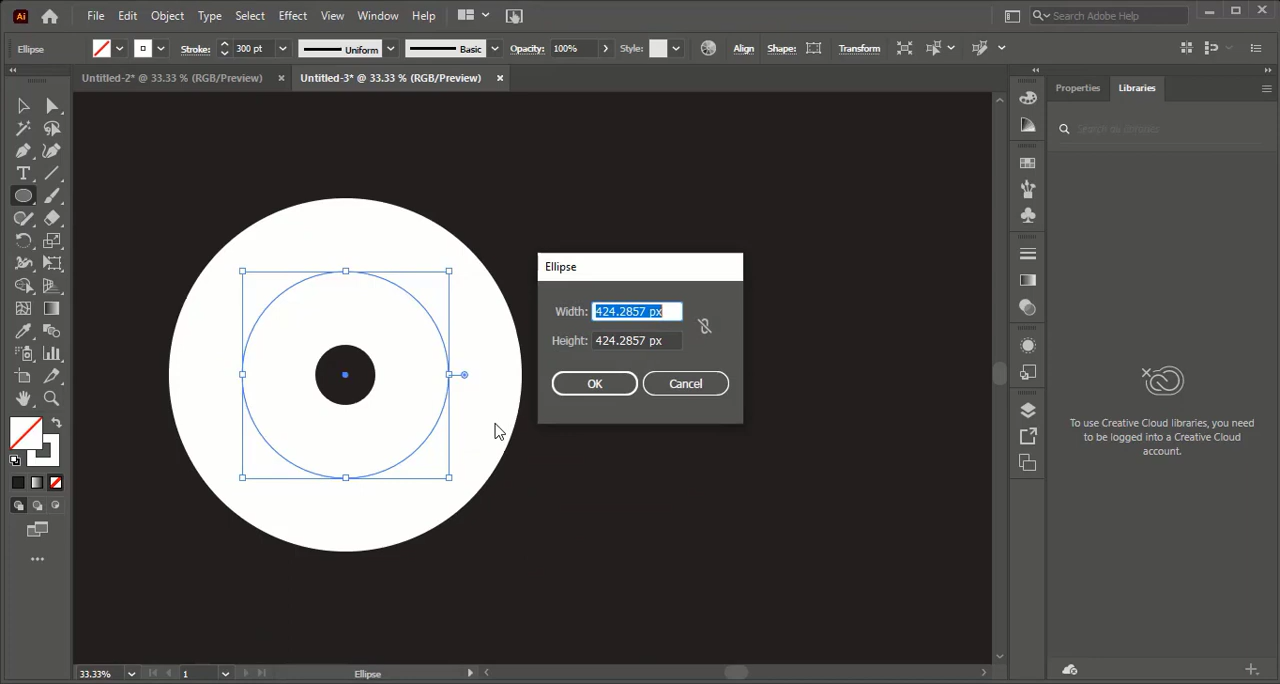 Ai
File Edit Object Type Select Effect View Window Help
Search Adobe Help
Ellipse
Stroke: 300 pt
Uniform
Basic
Opacity: 100%
Style:
Align
Shape:
Transform
Untitled-2* @ 33.33 % (RGB/Preview)
Untitled-3* @ 33.33 % (RGB/Preview)
Properties
Libraries
Ellipse
Width: 424.2857 px
Height: 424.2857 px
OK
Cancel
To use Creative Cloud libraries, you need
to be logged into a Creative Cloud
account.
33.33%
1
Ellipse